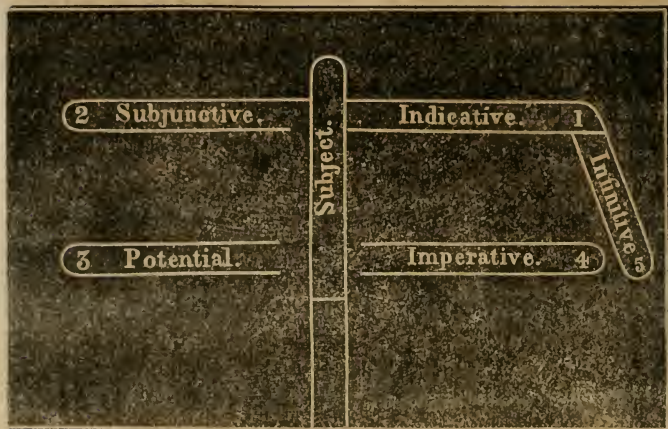 2 Subjunctive.
Subject.
Indicative. 1
Infinitive 5
3 Potential.
Imperative. 4